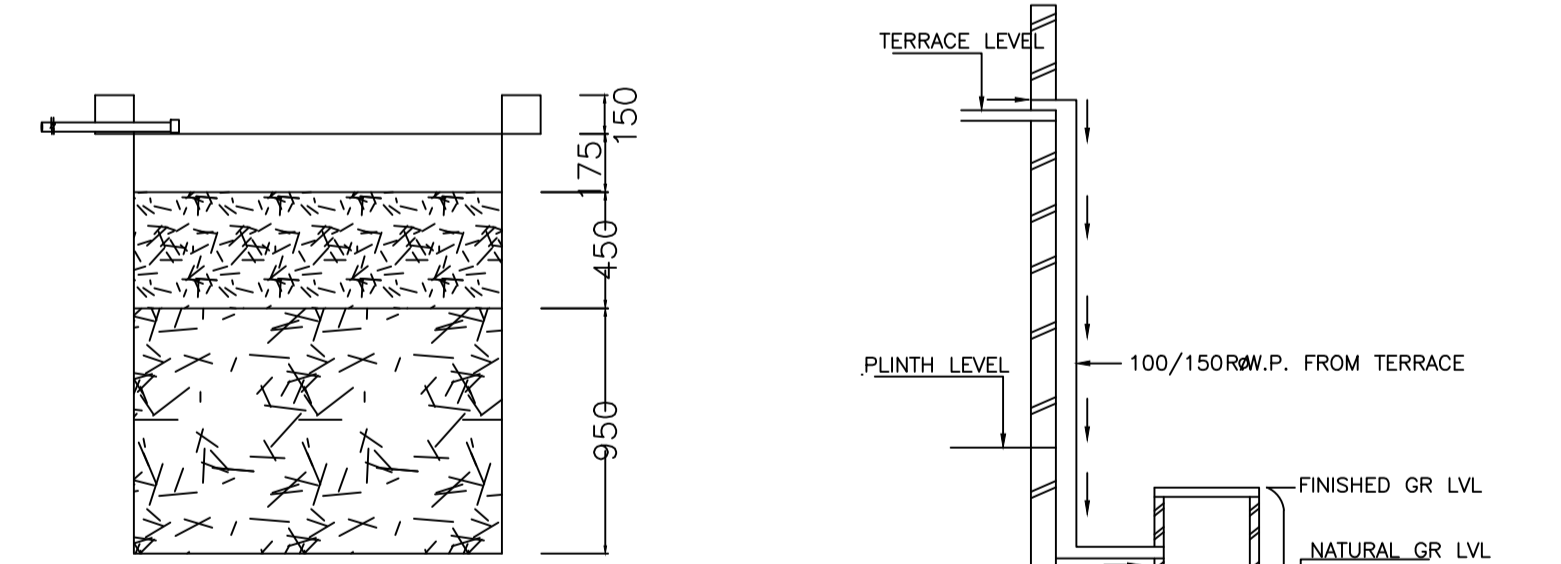 TERRACE LEVEL
150
175
450
950
PLINTH LEVEL
100/150RøW.P. FROM TERRACE
FINISHED GR LVL
NATURAL GR LVL